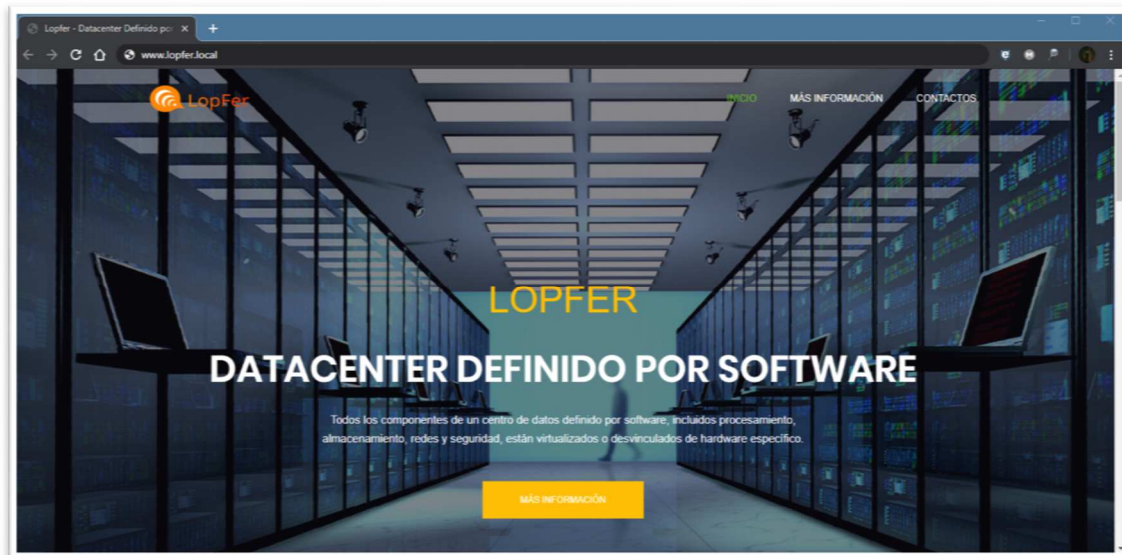 Lopfer - Datacenter Definido por
www.lopfer.local
LopFer
INICIO
MÁS INFORMACIÓN
CONTACTOS
LOPFER
DATACENTER DEFINIDO POR SOFTWARE
Todos los componentes de un centro de datos definido por software, incluidos procesamiento,
almacenamiento, redes y seguridad, están virtualizados o desvinculados de hardware específico.
MÁS INFORMACIÓN